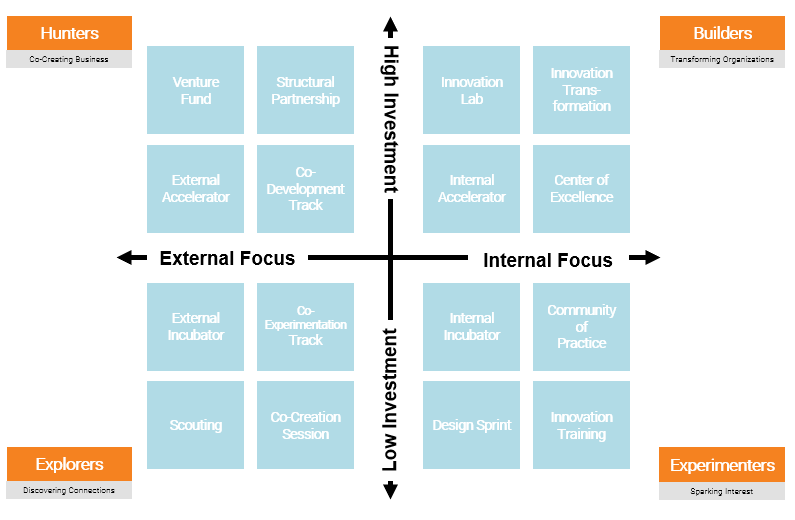 Hunters
Co-Creating Business
Builders
Transforming Organizations
High Investment
Venture
Fund
Structural
Partnership
Innovation
Lab
Innovation
Trans-
formation
External
Accelerator
Co-
Development
Track
Internal
Accelerator
Center of
Excellence
External Focus
Internal Focus
External
Incubator
Co-
Experimentation
Track
Internal
Incubator
Community
of
Practice
Low Investment
Scouting
Co-Creation
Session
Design Sprint
Innovation
Training
Explorers
Discovering Connections
Experimenters
Sparking Interest